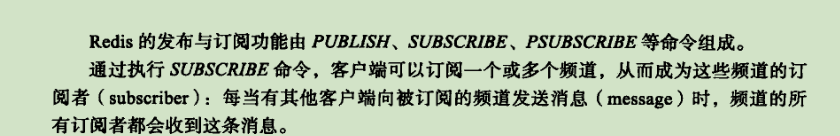 Redis 的发布与订阅功能由 PUBLISH、SUBSCRIBE、PSUBSCRIBE 等命令组成。
通过执行 SUBSCRIBE 命令，客户端可以订阅一个或多个频道，从而成为这些频道的订
阅者（subscriber）：每当有其他客户端向被订阅的频道发送消息（message）时，频道的所
有订阅者都会收到这条消息。